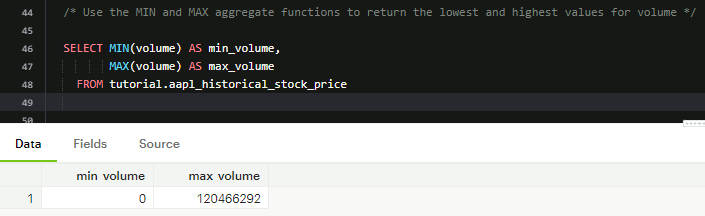 44 /* Use the MIN and MAX aggregate functions to return the lowest and highest values for volume */
45
46 SELECT MIN(volume) AS min_volume,
47 MAX(volume) AS max_volume
48 FROM tutorial.aapl_historical_stock_price
49
50
Data Fields Source
min volume max volume
1 0 120466292